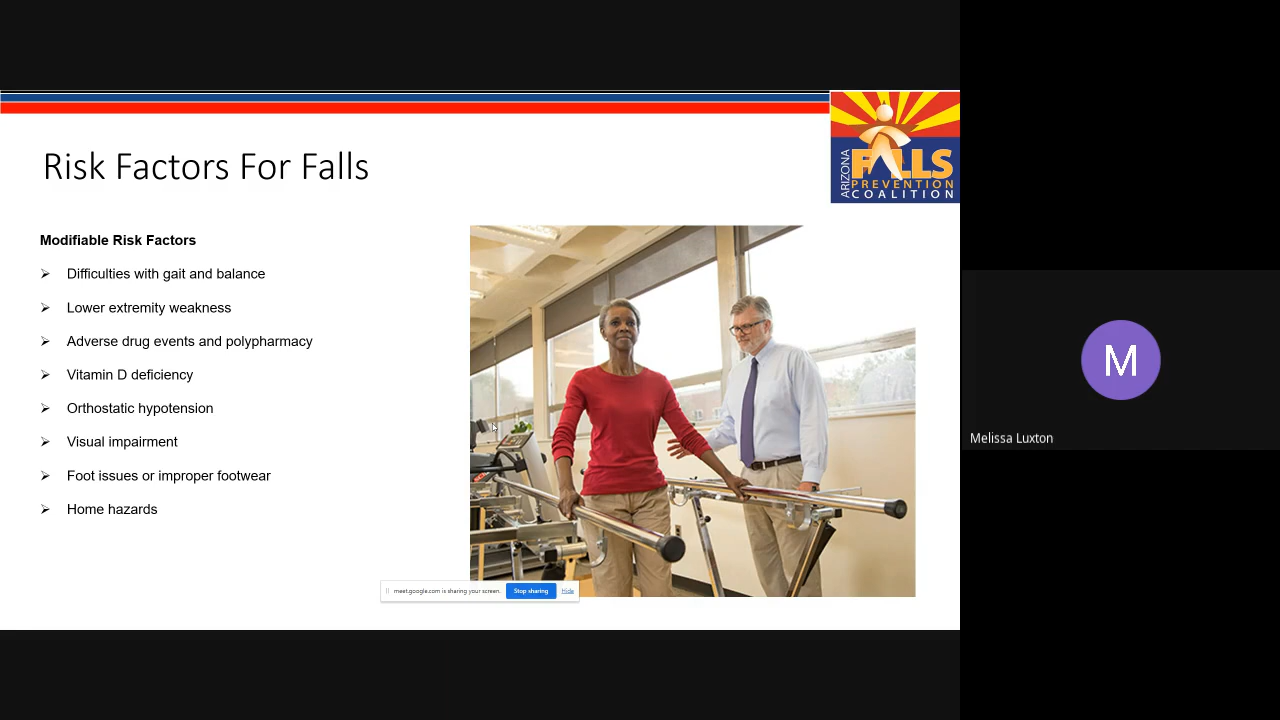 Risk Factors For Falls
ARIZONA
FALLS
PREVENTION
COALITION
Modifiable Risk Factors
Difficulties with gait and balance
Lower extremity weakness
Adverse drug events and polypharmacy
Vitamin D deficiency
Orthostatic hypotension
Visual impairment
Foot issues or improper footwear
Home hazards
meet.google.com is sharing your screen. Stop sharing Hide
M
Melissa Luxton